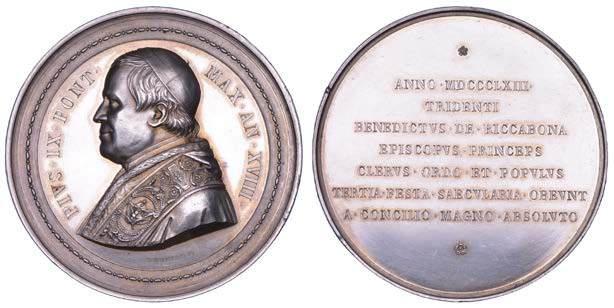 PIVS · IX · PONT · MAX · AN · XVIII
ANNO · MDCCCLXIII ·
TRIDENTI
BENEDICTVS · DE · RICCABONA
EPISCOPVS · PRINCEPS
CLERVS · ORDO · ET · POPVLVS
TERTIA · FESTA · SAECVLARIA · OBEVNT
A · CONCILIO · MAGNO · ABSOLVTO